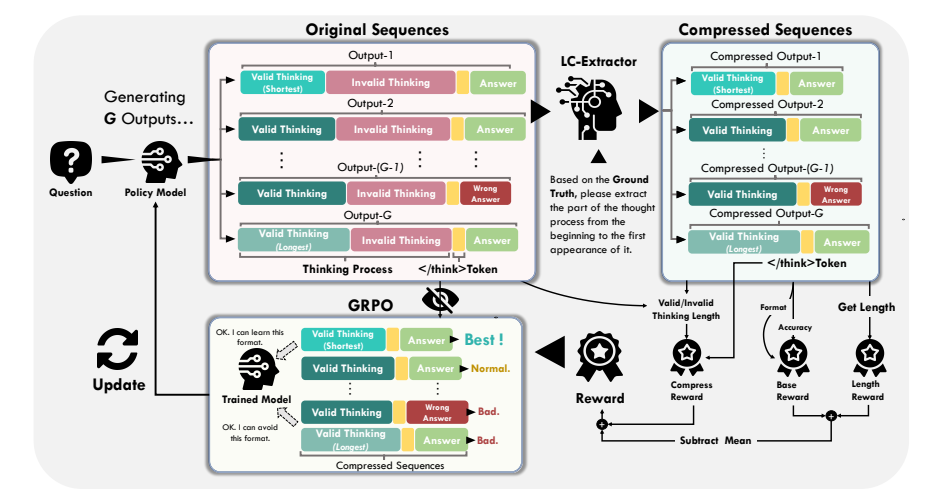 Original Sequences
Compressed Sequences
Output-1
Valid Thinking
(Shortest)
Invalid Thinking
Answer
Output-2
Valid Thinking
Invalid Thinking
Answer
Output-(G-1)
Valid Thinking
Invalid Thinking
Wrong
Answer
Output-G
Valid Thinking
(Longest)
Invalid Thinking
Answer
Thinking Process
</think>Token
Generating
G Outputs...
Question
Policy Model
LC-Extractor
Based on the Ground
Truth, please extract
the part of the thought
process from the
beginning to the first
appearance of it.
Compressed Output-1
Valid Thinking
(Shortest)
Answer
Compressed Output-2
Valid Thinking
Answer
Compressed Output-(G-1)
Valid Thinking
Wrong
Answer
Compressed Output-G
Valid Thinking
(Longest)
Answer
</think>Token
Valid/Invalid
Thinking Length
Format
Accuracy
Get Length
Compress
Reward
Base
Reward
Length
Reward
Subtract Mean
Reward
GRPO
OK. I can learn this
format.
Trained Model
OK. I can avoid
this format.
Valid Thinking
(Shortest)
Answer
Best !
Valid Thinking
Answer
Normal.
Valid Thinking
Wrong
Answer
Bad.
Valid Thinking
(Longest)
Answer
Bad.
Compressed Sequences
Update